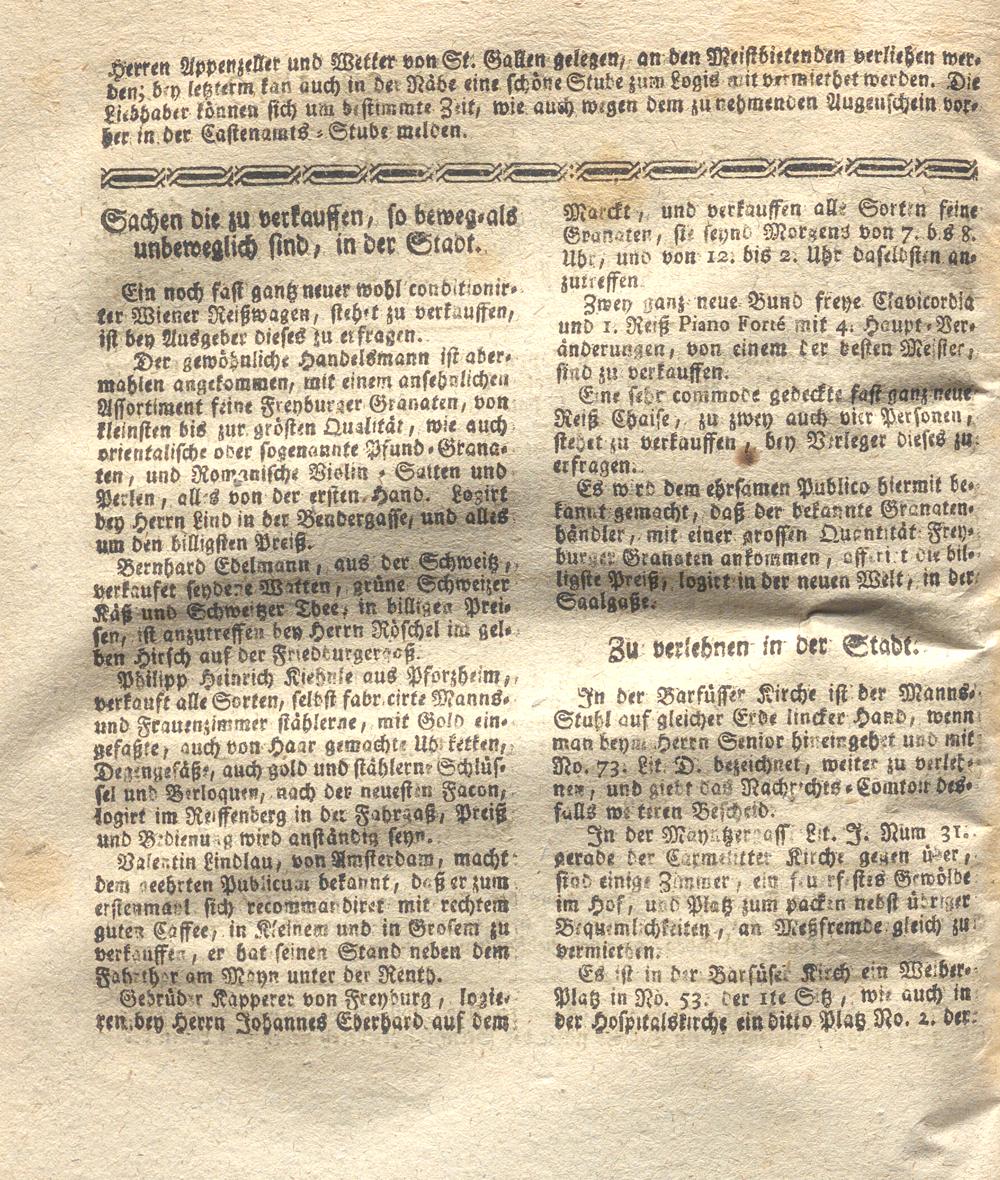 Herren Appenzeller und Wetter von St. Gallen gelegen, an den Meistbietenden verliehen wer-
den; bey letzterm kan auch in der Nähe eine schöne Stube zum Logis mit vermiethet werden. Die
Liebhaber können sich um bestimmte Zeit, wie auch wegen dem zu nehmenden Augenschein vor-
her in der Castenamts-Stube melden.
Sachen die zu verkauffen, so beweg-als
unbeweglich sind, in der Stadt.
Ein noch fast gantz neuer wohl conditionir-
ter Wiener Reißwagen, stehet zu verkauffen,
ist bey Ausgeber dieses zu erfragen.
Der gewöhnliche Handelsmann ist aber-
mahlen angekommen, mit einem ansehnlichen
Assortiment feine Freyburger Granaten, von
kleinsten bis zur grösten Qualität, wie auch
orientalische oder sogenannte Pfund-Grana-
ten, und Romanische Violin-Saiten und
Perlen, alles von der ersten Hand. Logirt
bey Herrn Lind in der Bendergasse, und alles
um den billigsten Preiß.
Bernhard Edelmann, aus der Schweitz,
verkaufet seydene Watten, grüne Schweizer
Käß und Schweitzer Thee, in billigen Prei-
sen, ist anzutreffen bey Herrn Röschel im gel-
ben Hirsch auf der Friedburgergaß.
Philipp Heinrich Kiehnle aus Pforzheim,
verkauft alle Sorten, selbst fabricirte Manns-
und Frauenzimmer stählerne, mit Gold ein-
gefaßte, auch von Haar gemachte Uhrketten,
Degengefäße, auch gold und stählerne Schlüs-
sel und Berloquen, nach der neuesten Facon,
logirt im Reiffenberg in der Fahrgaß, Preiß
und Bedienung wird anständig seyn.
Valentin Lindlau, von Amsterdam, macht
dem geehrten Publicum bekannt, daß er zum
erstenmahl sich recommandiret mit rechtem
guten Caffee, in Kleinem und in Grosem zu
verkauffen, er hat seinen Stand neben dem
Fahrthor am Mayn unter der Renth.
Gebrüder Kapperer von Freyburg, logie-
ren bey Herrn Johannes Eberhard auf dem
Marckt, und verkauffen alle Sorten feine
Granaten, sie seynd Morgens von 7. bis 8.
Uhr, und von 12. bis 2. Uhr daselbsten an-
zutreffen.
Zwey ganz neue Bund freye Clavicordia
und 1. Reiß Piano Forté mit 4. Haupt-Ver-
änderungen, von einem der besten Meister,
sind zu verkauffen.
Eine sehr commode gedeckte fast ganz neue
Reiß Chaise, zu zwey auch vier Personen,
stehet zu verkauffen, bey Verleger dieses zu
erfragen.
Es wird dem ehrsamen Publico hiermit be-
kannt gemacht, daß der bekannte Granaten-
händler, mit einer grossen Quantität Frey-
burger Granaten ankommen, offerirt die bil-
ligste Preiß, logirt in der neuen Welt, in der
Saalgaße.
Zu verlehnen in der Stadt.
In der Barfüsser Kirche ist der Manns-
Stuhl auf gleicher Erde lincker Hand, wenn
man beym Herrn Senior hineingehet und mit
No. 73. Lit. D. bezeichnet, weiter zu verleh-
nen, und giebt das Nachrichts-Comtoir des-
falls weiteren Bescheid.
In der Mayntzergass Lit. J. Num 31.
gerade der Carmelitter Kirche gegen über,
sind einige Zimmer, ein feuerfestes Gewölbe
im Hof, und Platz zum packen nebst übriger
Bequemlichkeiten, an Meßfremde gleich zu
vermiethen.
Es ist in der Barfüser Kirch ein Weiber-
Platz in No. 53. der 1te Sitz, wie auch in
der Hospitalskirche ein ditto Platz No. 2. der